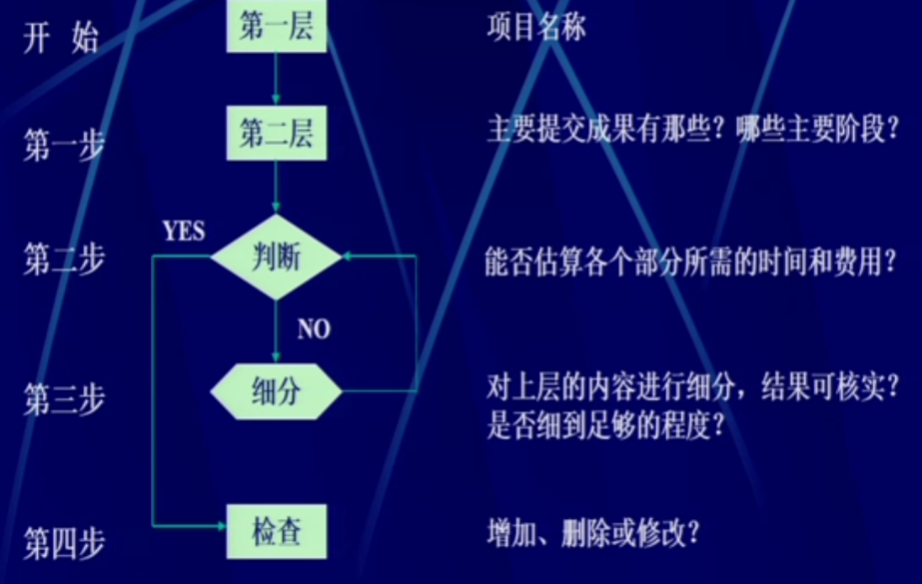 开 始
第一层
项目名称
第一步
第二层
主要提交成果有那些？哪些主要阶段？
YES
第二步
判断
能否估算各个部分所需的时间和费用？
NO
第三步
细分
对上层的内容进行细分，结果可核实？
是否细到足够的程度？
第四步
检查
增加、删除或修改？